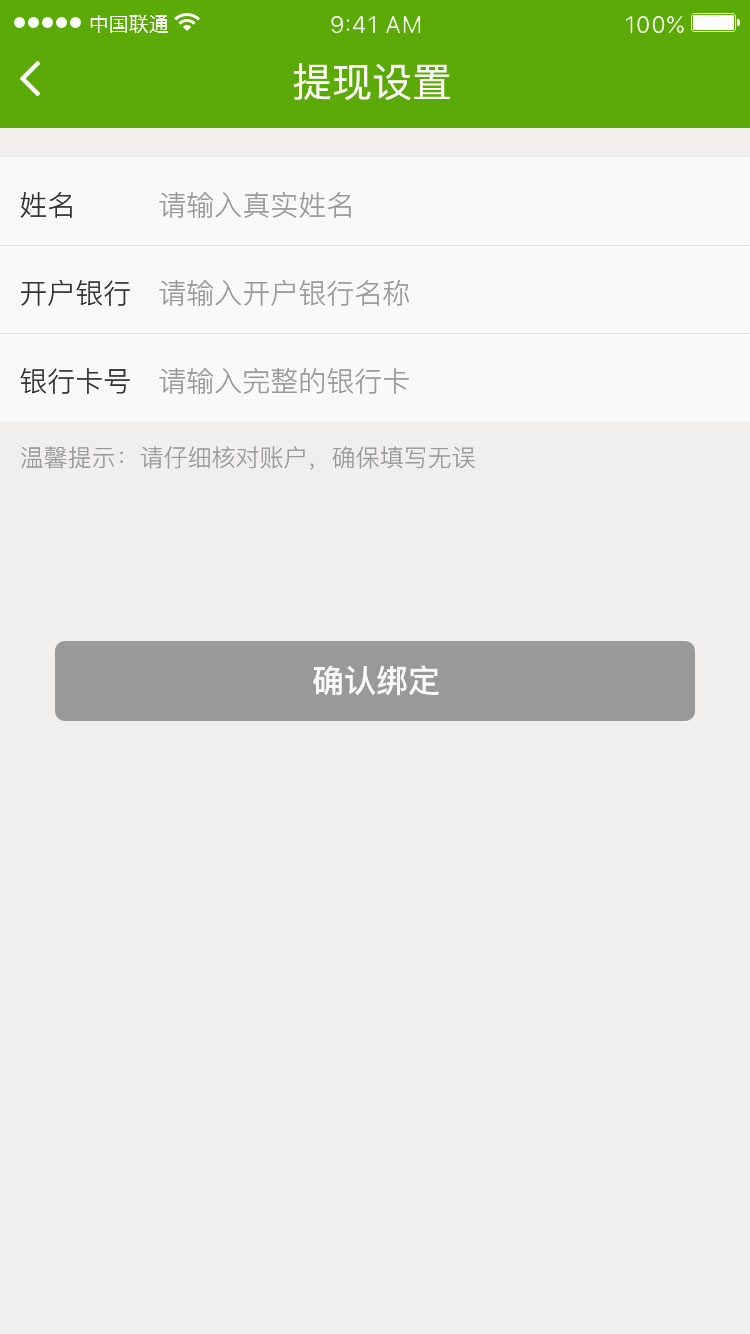 中国联通 9:41 AM 100%
提现设置
姓名 请输入真实姓名
开户银行 请输入开户银行名称
银行卡号 请输入完整的银行卡
温馨提示：请仔细核对账户，确保填写无误
确认绑定